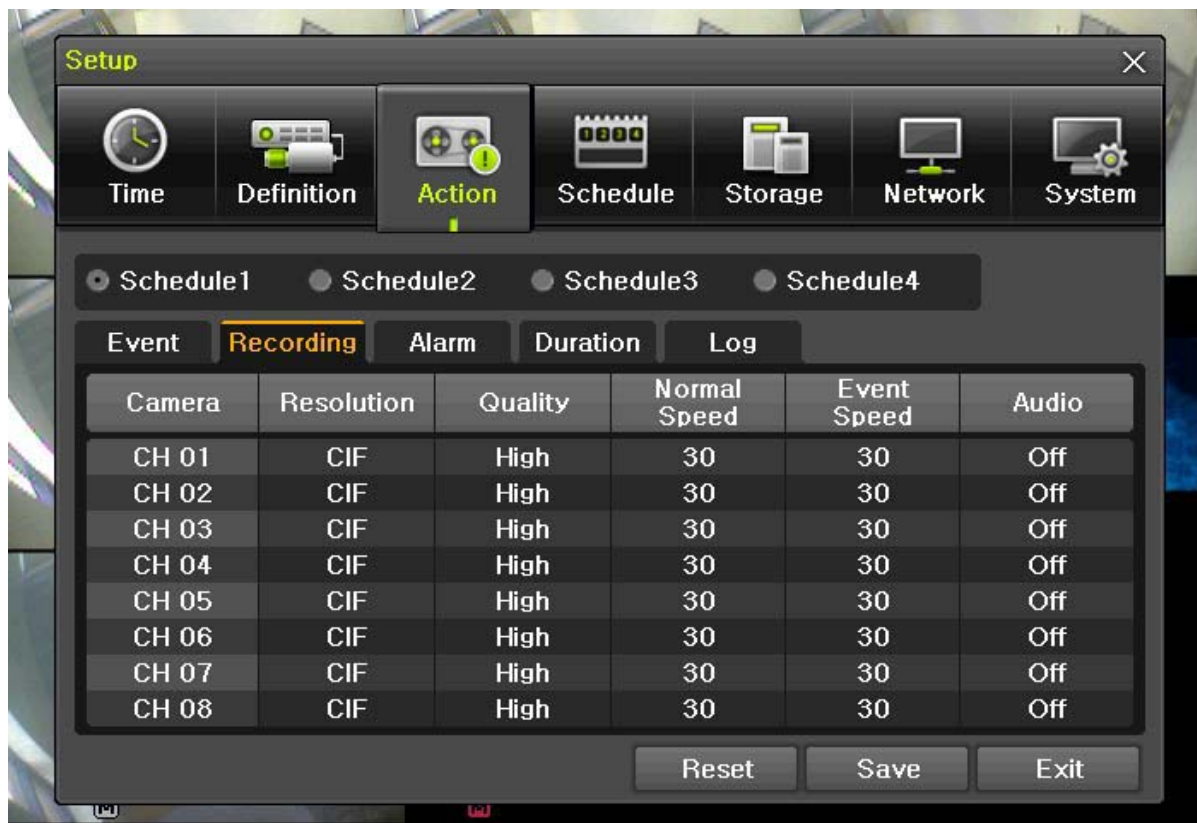 Setup
Time Definition Action Schedule Storage Network System
Schedule1 Schedule2 Schedule3 Schedule4
Event Recording Alarm Duration Log
Camera Resolution Quality Normal Speed Event Speed Audio
CH 01 CIF High 30 30 Off
CH 02 CIF High 30 30 Off
CH 03 CIF High 30 30 Off
CH 04 CIF High 30 30 Off
CH 05 CIF High 30 30 Off
CH 06 CIF High 30 30 Off
CH 07 CIF High 30 30 Off
CH 08 CIF High 30 30 Off
Reset Save Exit